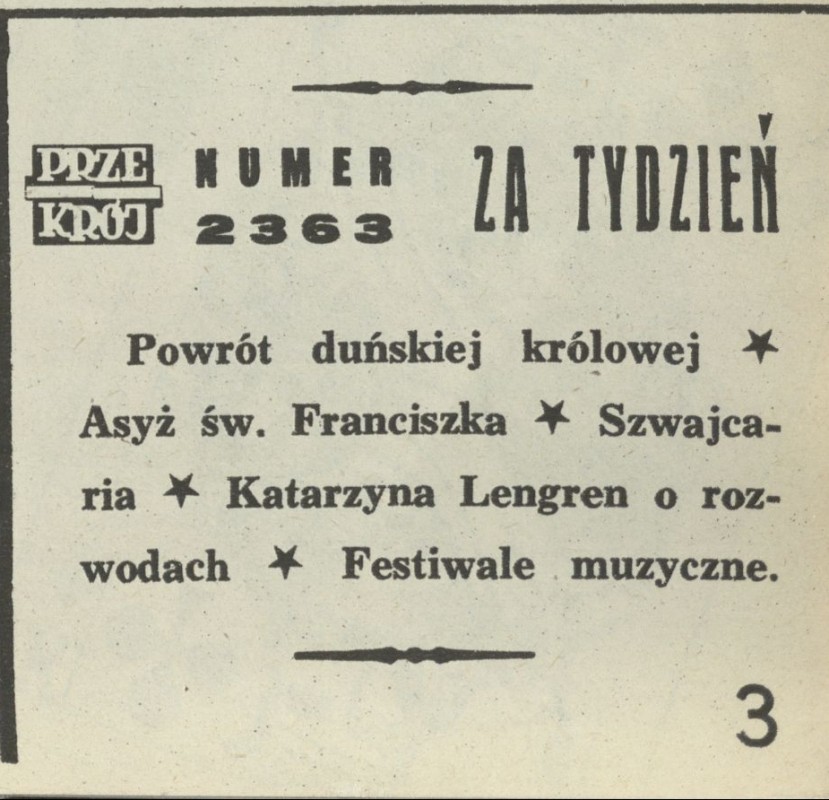 PRZE
KRÓJ
NUMER
2363
ZA TYDZIEŃ
Powrót duńskiej królowej ★
Asyż św. Franciszka ★ Szwajca-
ria ★ Katarzyna Lengren o roz-
wodach ★ Festiwale muzyczne.
3